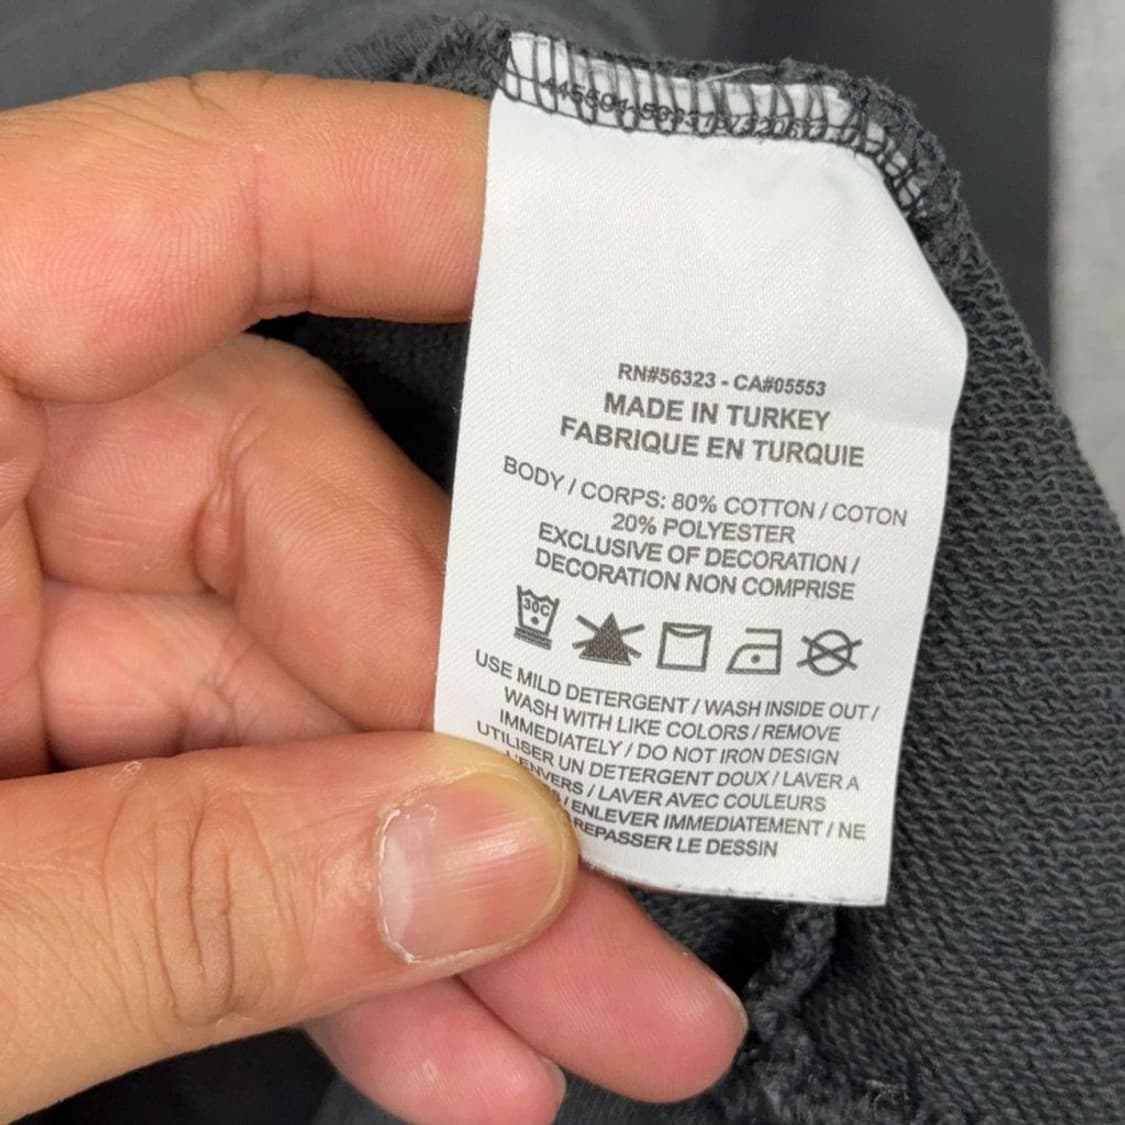 RN#56323 - CA#05553
MADE IN TURKEY
FABRIQUE EN TURQUIE
BODY / CORPS: 80% COTTON / COTON
20% POLYESTER
EXCLUSIVE OF DECORATION /
DECORATION NON COMPRISE
30C
USE MILD DETERGENT / WASH INSIDE OUT /
WASH WITH LIKE COLORS / REMOVE
IMMEDIATELY / DO NOT IRON DESIGN
UTILISER UN DETERGENT DOUX / LAVER A
L'ENVERS / LAVER AVEC COULEURS
/ ENLEVER IMMEDIATEMENT / NE
REPASSER LE DESSIN